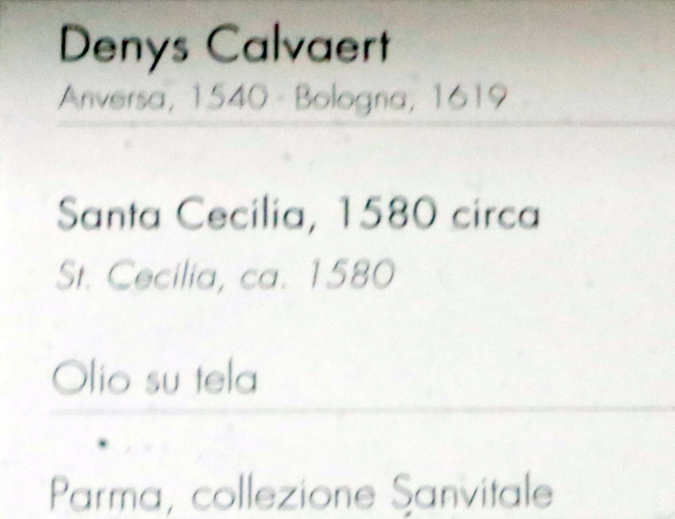 Denys Calvaert
Anversa, 1540 - Bologna, 1619
Santa Cecilia, 1580 circa
St. Cecilia, ca. 1580
Olio su tela
Parma, collezione Sanvitale